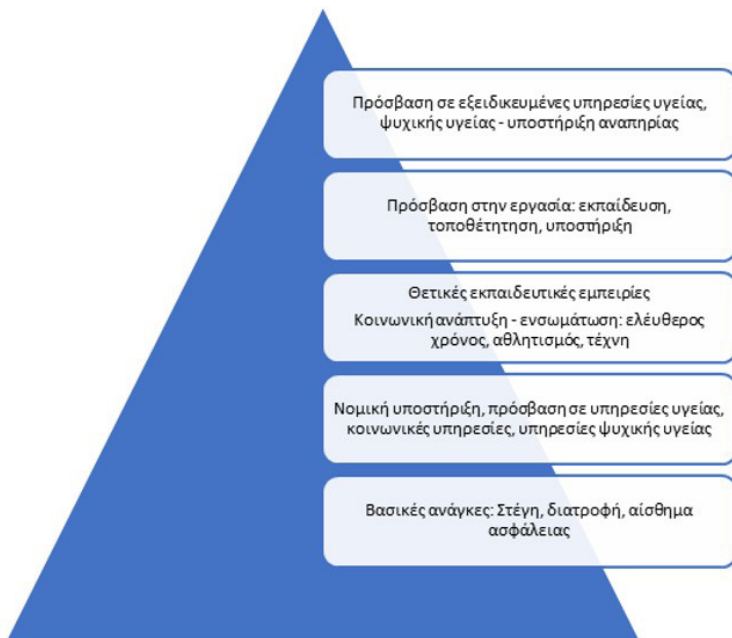 Πρόσβαση σε εξειδικευμένες υπηρεσίες υγείας,
ψυχικής υγείας - υποστήριξη αναπηρίας
Πρόσβαση στην εργασία: εκπαίδευση,
τοποθέτητηση, υποστήριξη
Θετικές εκπαιδευτικές εμπειρίες
Κοινωνική ανάπτυξη - ενσωμάτωση: ελέυθερος
χρόνος, αθλητισμός, τέχνη
Νομική υποστήριξη, πρόσβαση σε υπηρεσίες υγείας,
κοινωνικές υπηρεσίες, υπηρεσίες ψυχικής υγείας
Βασικές ανάγκες: Στέγη, διατροφή, αίσθημα
ασφάλειας